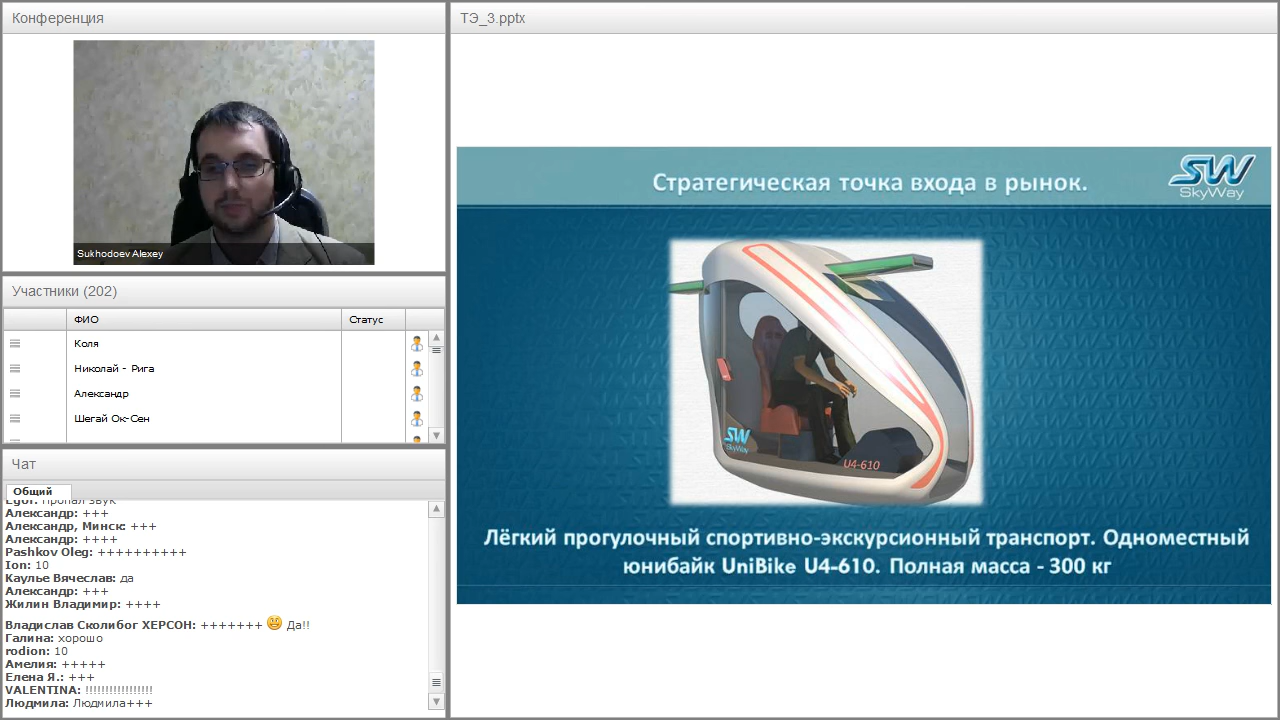 Конференция
Sukhodoev Alexey
Участники (202)
ФИО
Статус
Коля
Николай - Рига
Александр
Шегай Ок-Сен
Чат
Общий
Egor: Пропал звук
Александр: +++
Александр, Минск: +++
Александр: ++++
Pashkov Oleg: ++++++++++
Ion: 10
Каулье Вячеслав: да
Александр: +++
Жилин Владимир: ++++
Владислав Сколибог ХЕРСОН: +++++++ Да!!
Галина: хорошо
rodion: 10
Амелия: +++++
Елена Я.: +++
VALENTINA: !!!!!!!!!!!!!!!!!
Людмила: Людмила+++
ТЭ_3.pptx
Стратегическая точка входа в рынок.
SW
SkyWay
SW
SkyWay
U4-610
Лёгкий прогулочный спортивно-экскурсионный транспорт. Одноместный
юнибайк UniBike U4-610. Полная масса - 300 кг